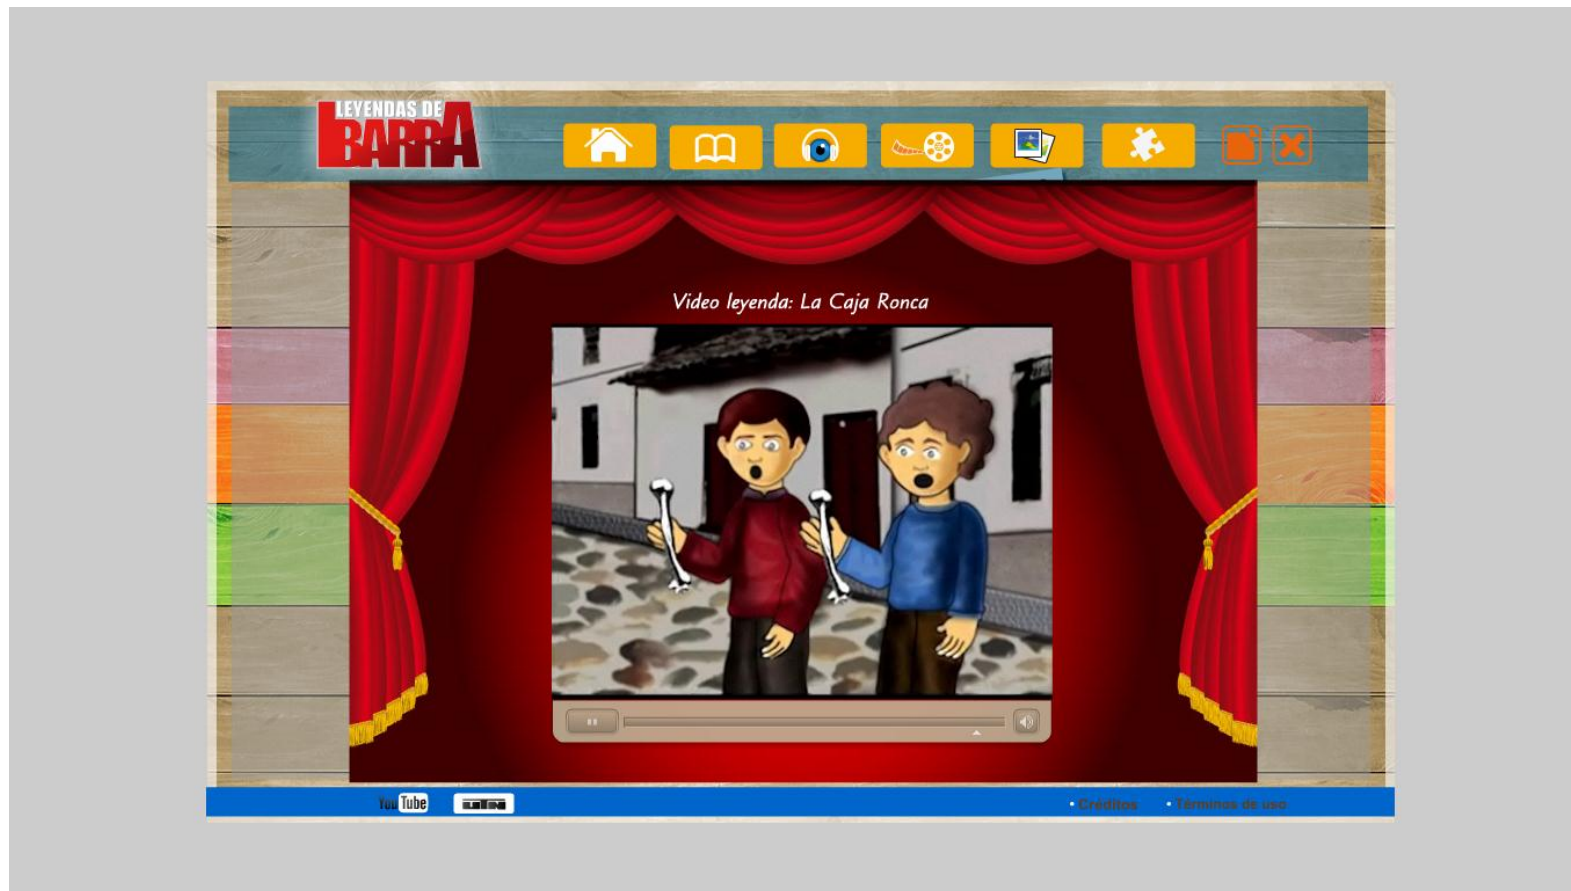 LEYENDAS DE
BARRA
Video leyenda: La Caja Ronca
YouTube
• Créditos • Términos de uso